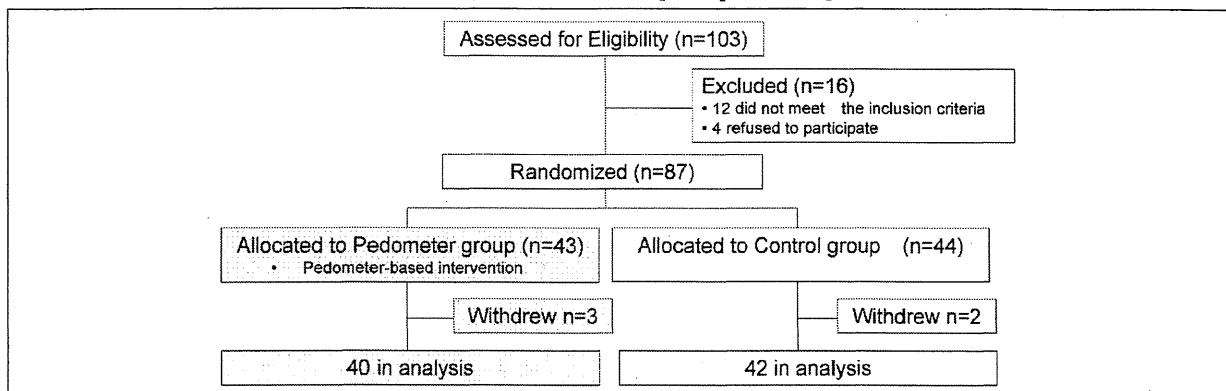 Assessed for Eligibility (n=103)
Excluded (n=16)
• 12 did not meet the inclusion criteria
• 4 refused to participate
Randomized (n=87)
Allocated to Pedometer group (n=43)
• Pedometer-based intervention
Allocated to Control group (n=44)
Withdrew n=3
Withdrew n=2
40 in analysis
42 in analysis